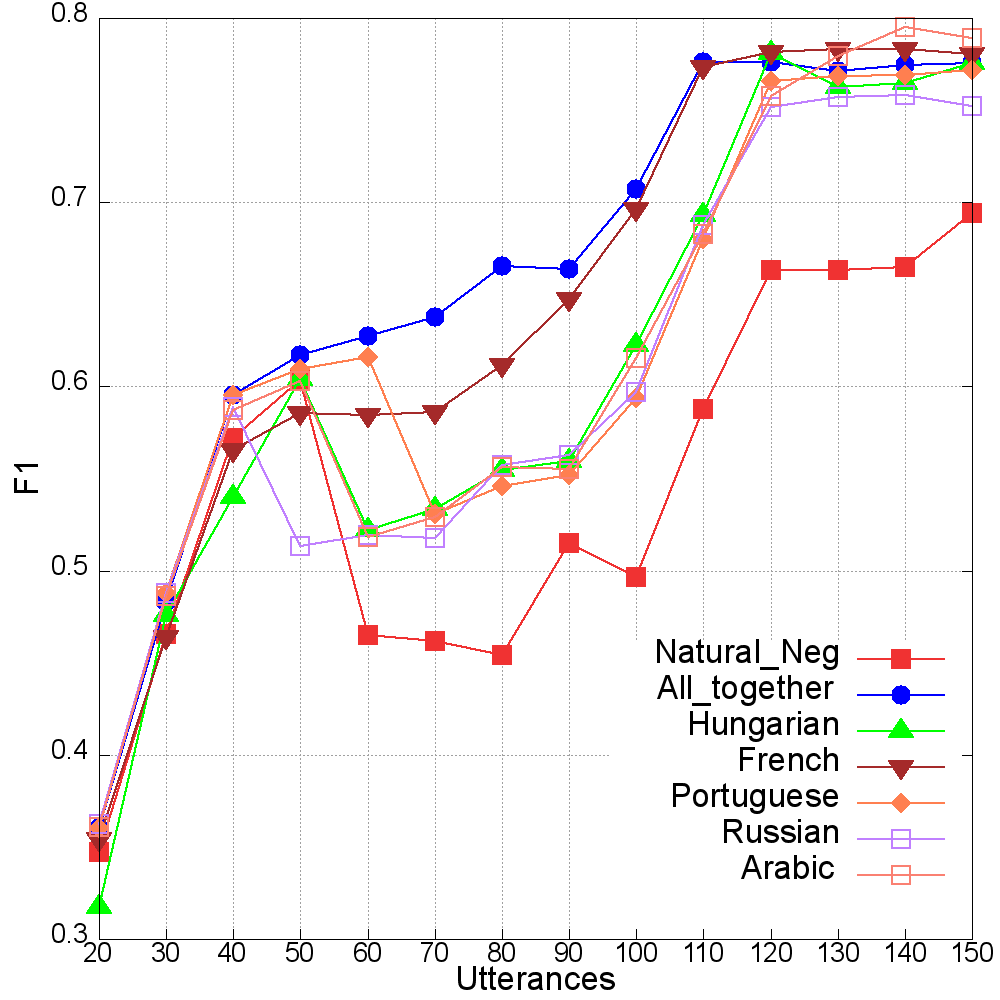 0.8
0.7
0.6
0.5
0.4
0.3
F1
20 30 40 50 60 70 80 90 100 110 120 130 140 150
Utterances
Natural_Neg
All_together
Hungarian
French
Portuguese
Russian
Arabic